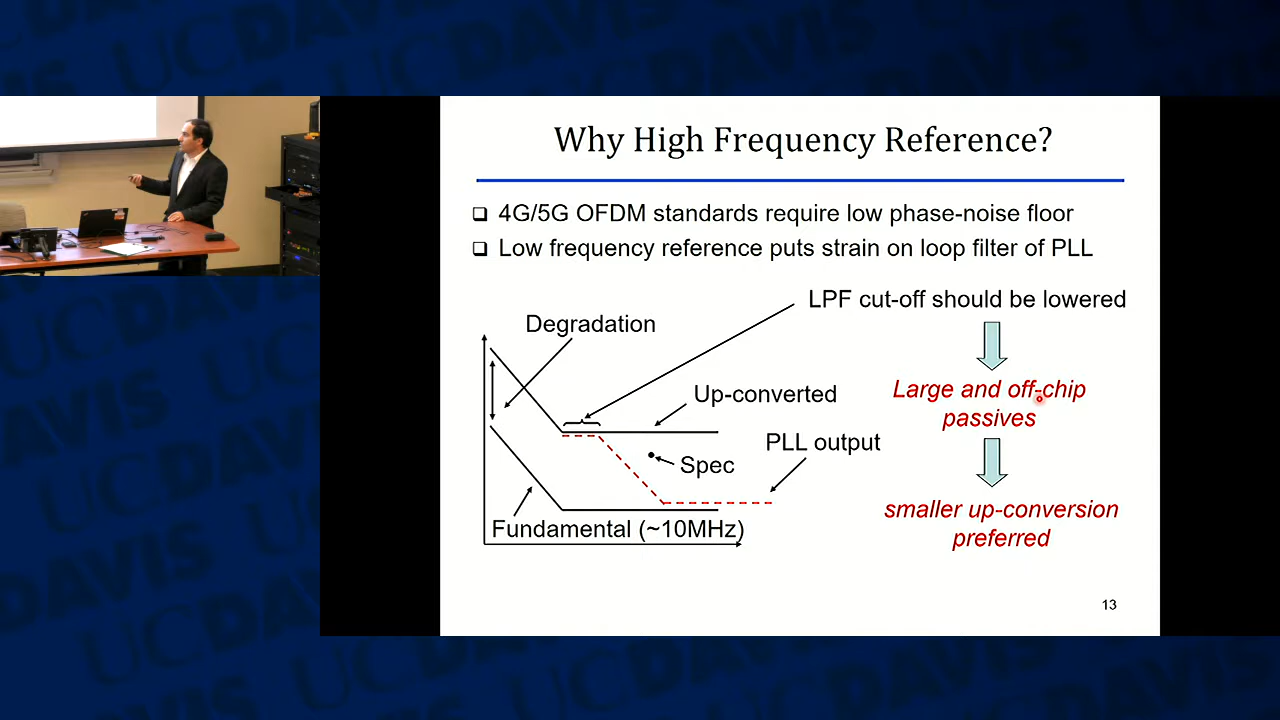 UC DAVIS
Why High Frequency Reference?
4G/5G OFDM standards require low phase-noise floor
Low frequency reference puts strain on loop filter of PLL
LPF cut-off should be lowered
Degradation
Large and off-chip
passives
Up-converted
PLL output
Spec
smaller up-conversion
preferred
Fundamental (~10MHz)
13